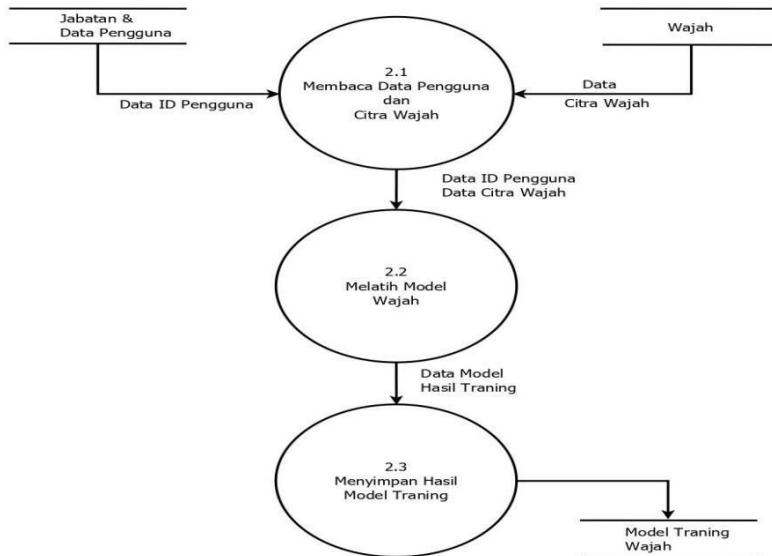 Jabatan &
Data Pengguna
Wajah
2.1
Membaca Data Pengguna
dan
Citra Wajah
Data ID Pengguna
Data
Citra Wajah
Data ID Pengguna
Data Citra Wajah
2.2
Melatih Model
Wajah
Data Model
Hasil Traning
2.3
Menyimpan Hasil
Model Traning
Model Traning
Wajah